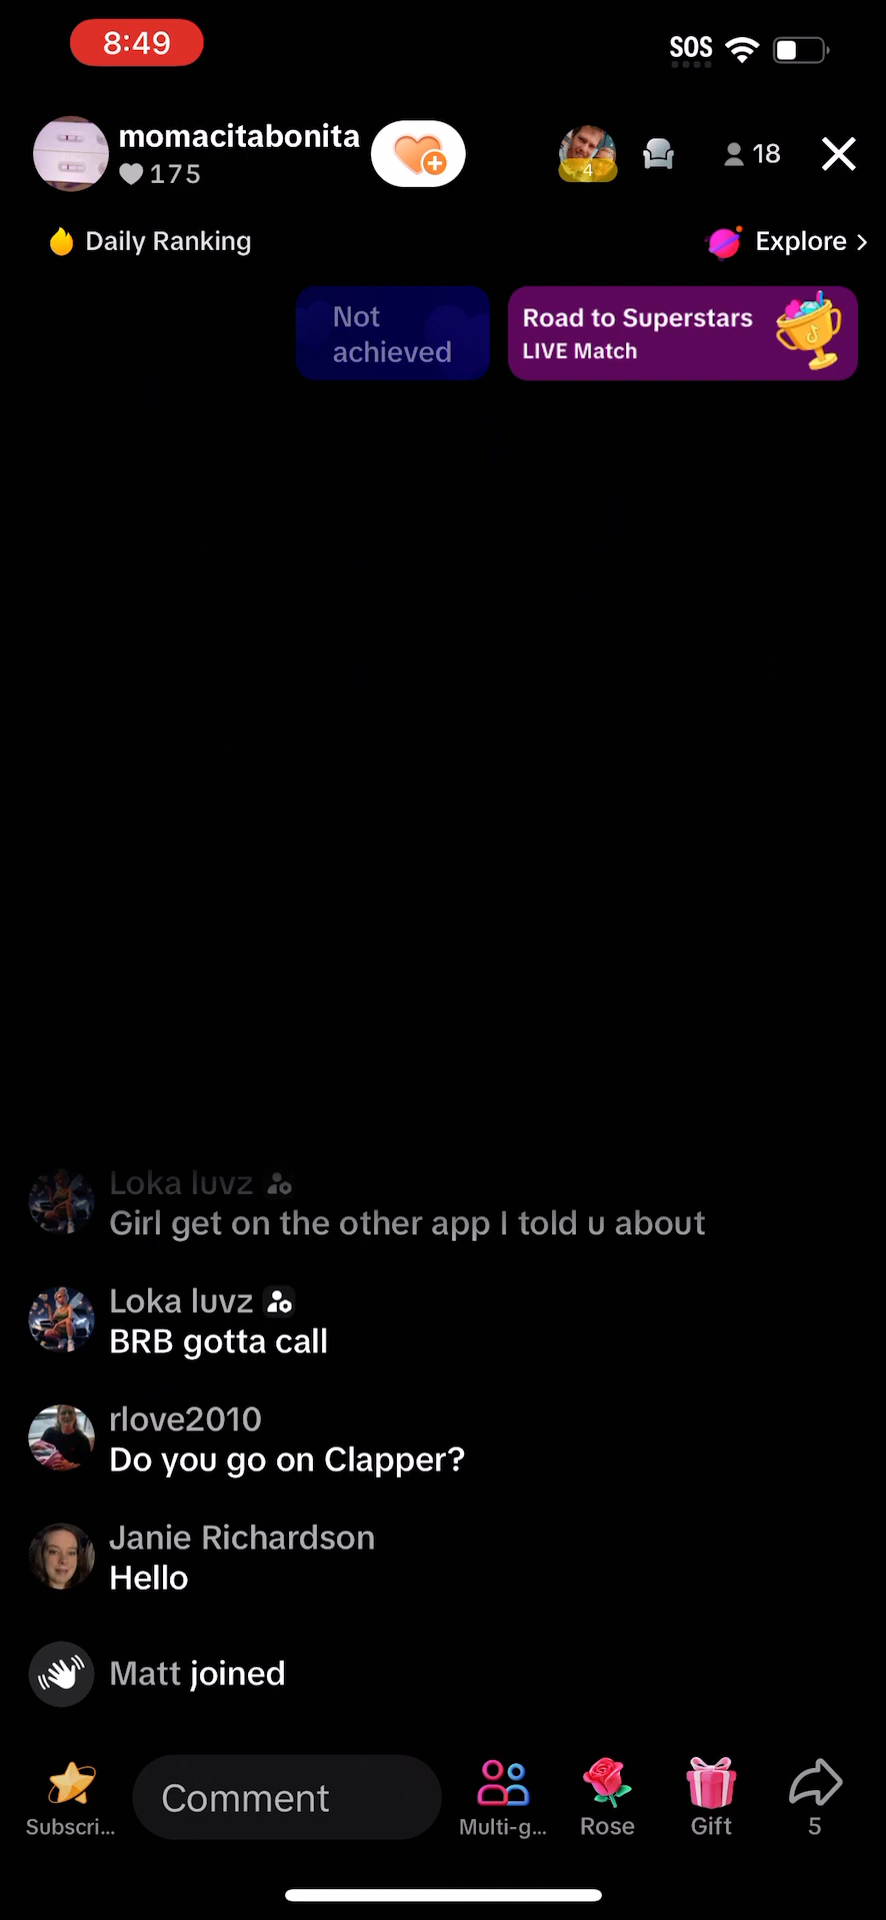 8:49
SOS
momacitabonita
175
4
18
Daily Ranking
Explore >
Not
achieved
Road to Superstars
LIVE Match
Loka luvz
Girl get on the other app I told u about
Loka luvz
BRB gotta call
rlove2010
Do you go on Clapper?
Janie Richardson
Hello
Matt joined
Comment
Subscri...
Multi-g...
Rose
Gift
5